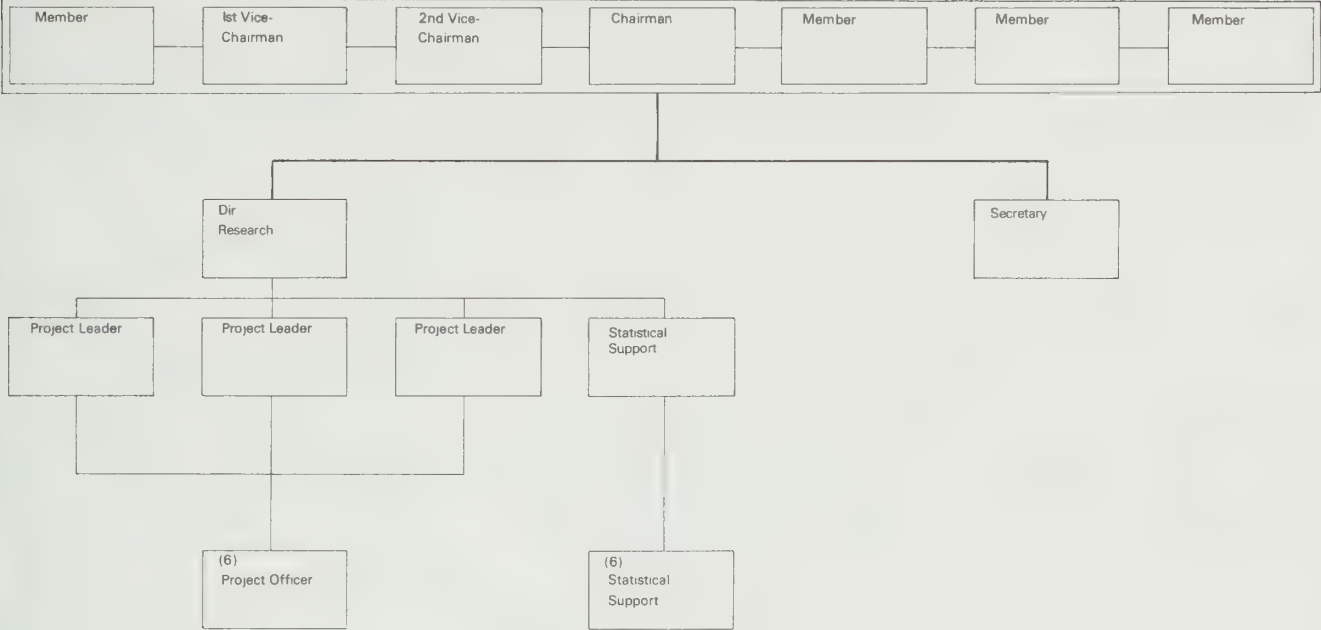 Member
1st Vice-
Chairman
2nd Vice-
Chairman
Chairman
Member
Member
Member
Dir
Research
Secretary
Project Leader
Project Leader
Project Leader
Statistical
Support
(6)
Project Officer
(6)
Statistical
Support